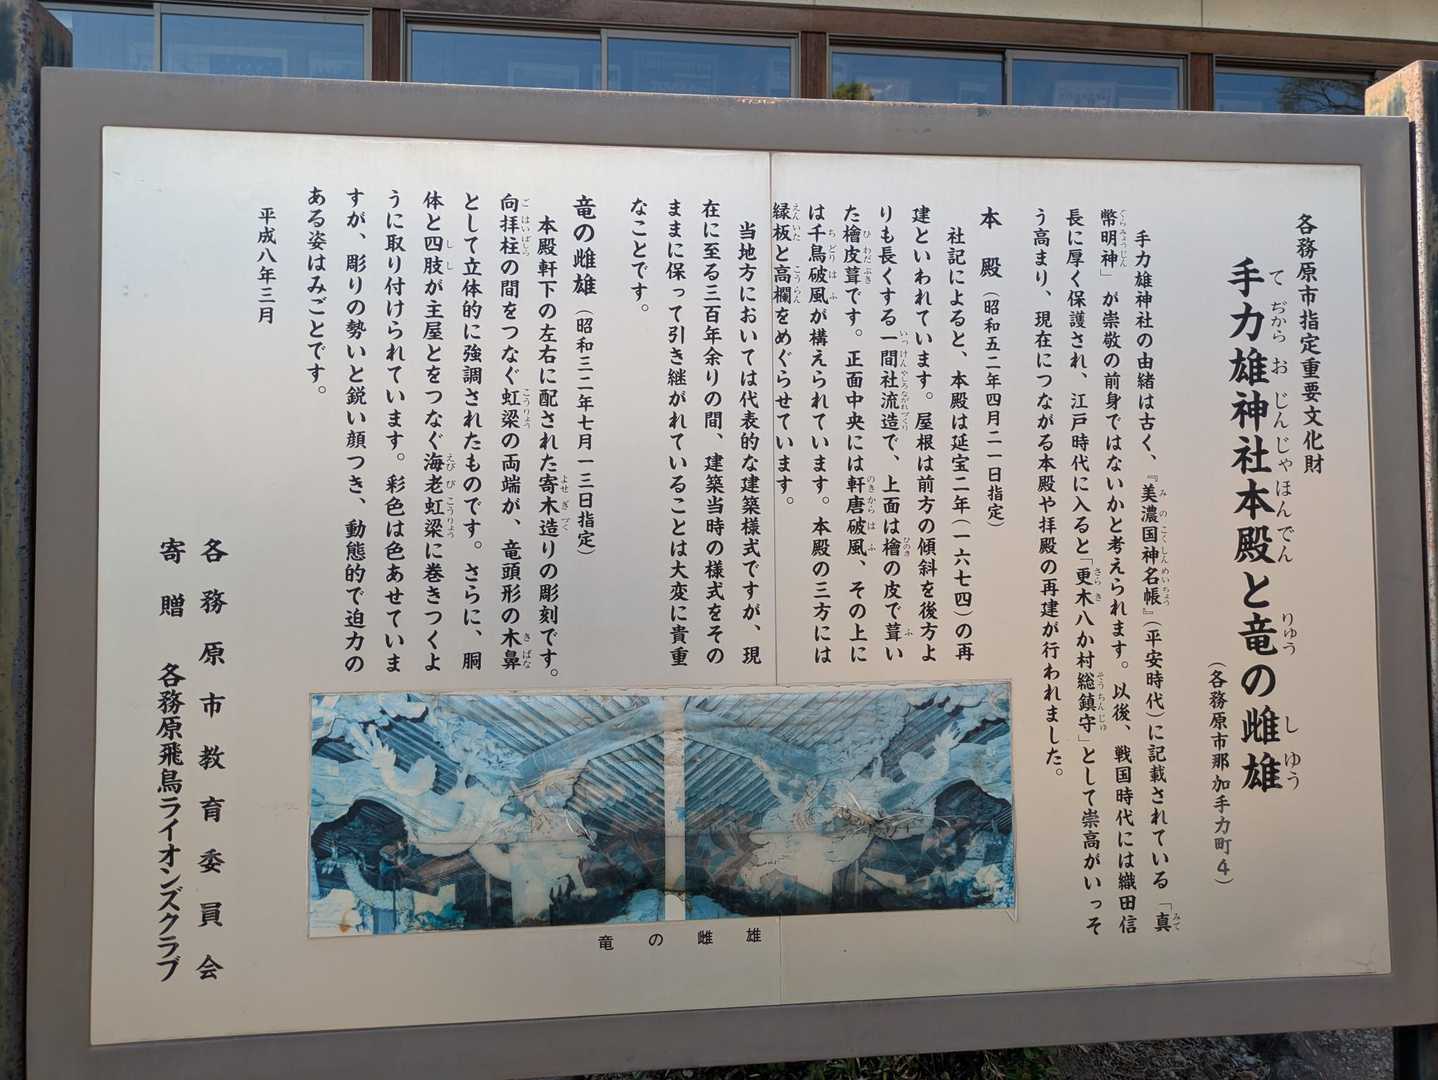 各務原市指定重要文化財
手力雄神社本殿と竜の雌雄
てぢからおじんじゃほんでん りゅう しゆう
(各務原市那加手力町4)
手力雄神社の由緒は古く、『美濃国神名帳』(平安時代)に記載されている「真
幣明神」が崇敬の前身ではないかと考えられます。以後、戦国時代には織田信
長に厚く保護され、江戸時代に入ると「更木八か村総鎮守」として崇高がいっそ
う高まり、現在につながる本殿や拝殿の再建が行われました。
本 殿(昭和五二年四月二一日指定)
社記によると、本殿は延宝二年(一六七四)の再
建といわれています。屋根は前方の傾斜を後方よ
りも長くする一間社流造で、上面は檜の皮で葺い
た檜皮葺です。正面中央には軒唐破風、その上に
は千鳥破風が構えられています。本殿の三方には
縁板と高欄をめぐらせています。
当地方においては代表的な建築様式ですが、現
在に至る三百年余りの間、建築当時の様式をその
ままに保って引き継がれていることは大変に貴重
なことです。
竜の雌雄(昭和三二年七月一三日指定)
本殿軒下の左右に配された寄木造りの彫刻です。
向拝柱の間をつなぐ虹梁の両端が、竜頭形の木鼻
として立体的に強調されたものです。さらに、胴
体と四肢が主屋とをつなぐ海老虹梁に巻きつくよ
うに取り付けられています。彩色は色あせていま
すが、彫りの勢いと鋭い顔つき、動態的で迫力の
ある姿はみごとです。
平成八年三月
各務原市教育委員会
寄贈 各務原飛鳥ライオンズクラブ
竜の雌雄